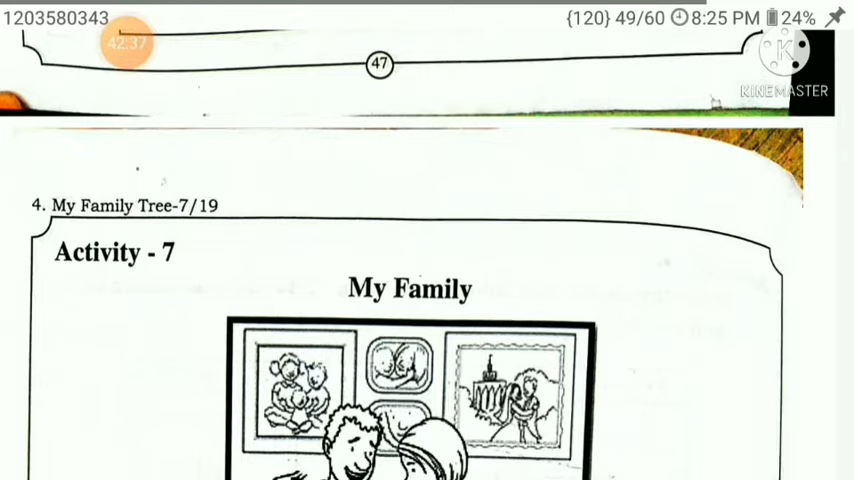 1203580343
{120} 49/60 8:25 PM 24%
42:37
K
KINEMASTER
47
4. My Family Tree-7/19
Activity - 7
My Family